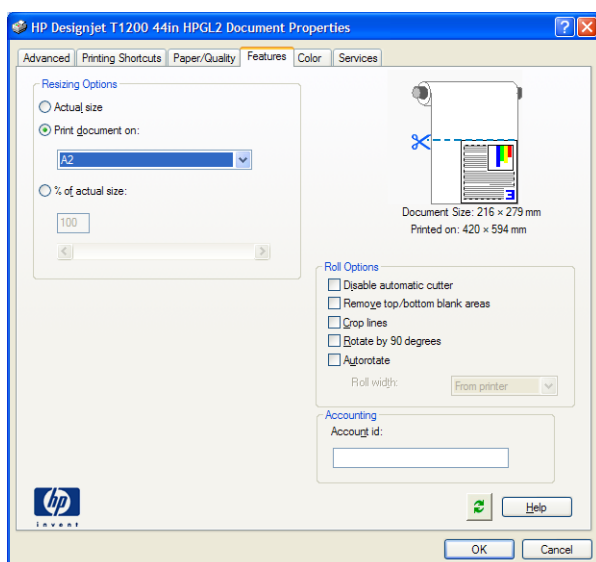 HP Designjet T1200 44in HPGL2 Document Properties
Advanced Printing Shortcuts Paper/Quality Features Color Services
Resizing Options
Actual size
Print document on:
A2
% of actual size:
100
3
Document Size: 216 × 279 mm
Printed on: 420 × 594 mm
Roll Options
Disable automatic cutter
Remove top/bottom blank areas
Crop lines
Rotate by 90 degrees
Autorotate
Roll width: From printer
Accounting
Account id:
hp
invent
Help
OK Cancel